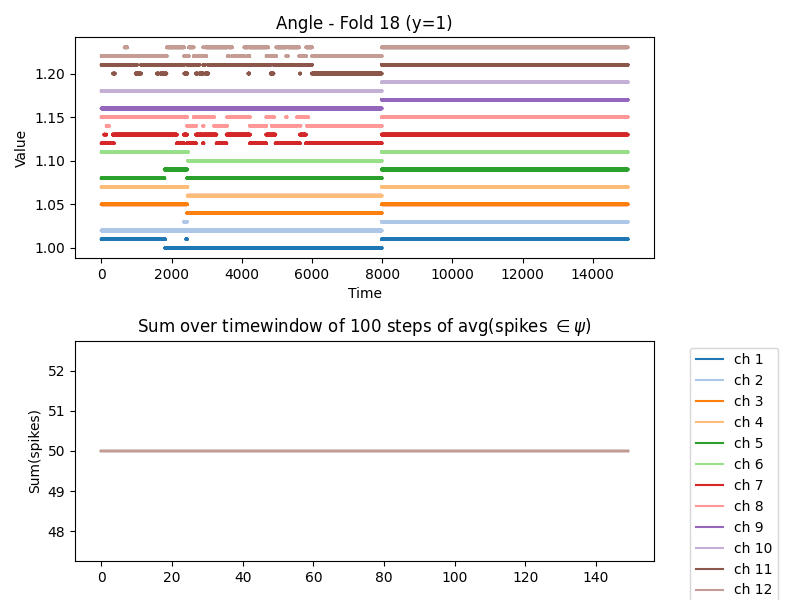 Angle - Fold 18 (y=1)
Value
1.20
1.15
1.10
1.05
1.00
0 2000 4000 6000 8000 10000 12000 14000
Time
Sum over timewindow of 100 steps of avg(spikes ∈ ψ)
Sum(spikes)
52
51
50
49
48
0 20 40 60 80 100 120 140
ch 1
ch 2
ch 3
ch 4
ch 5
ch 6
ch 7
ch 8
ch 9
ch 10
ch 11
ch 12